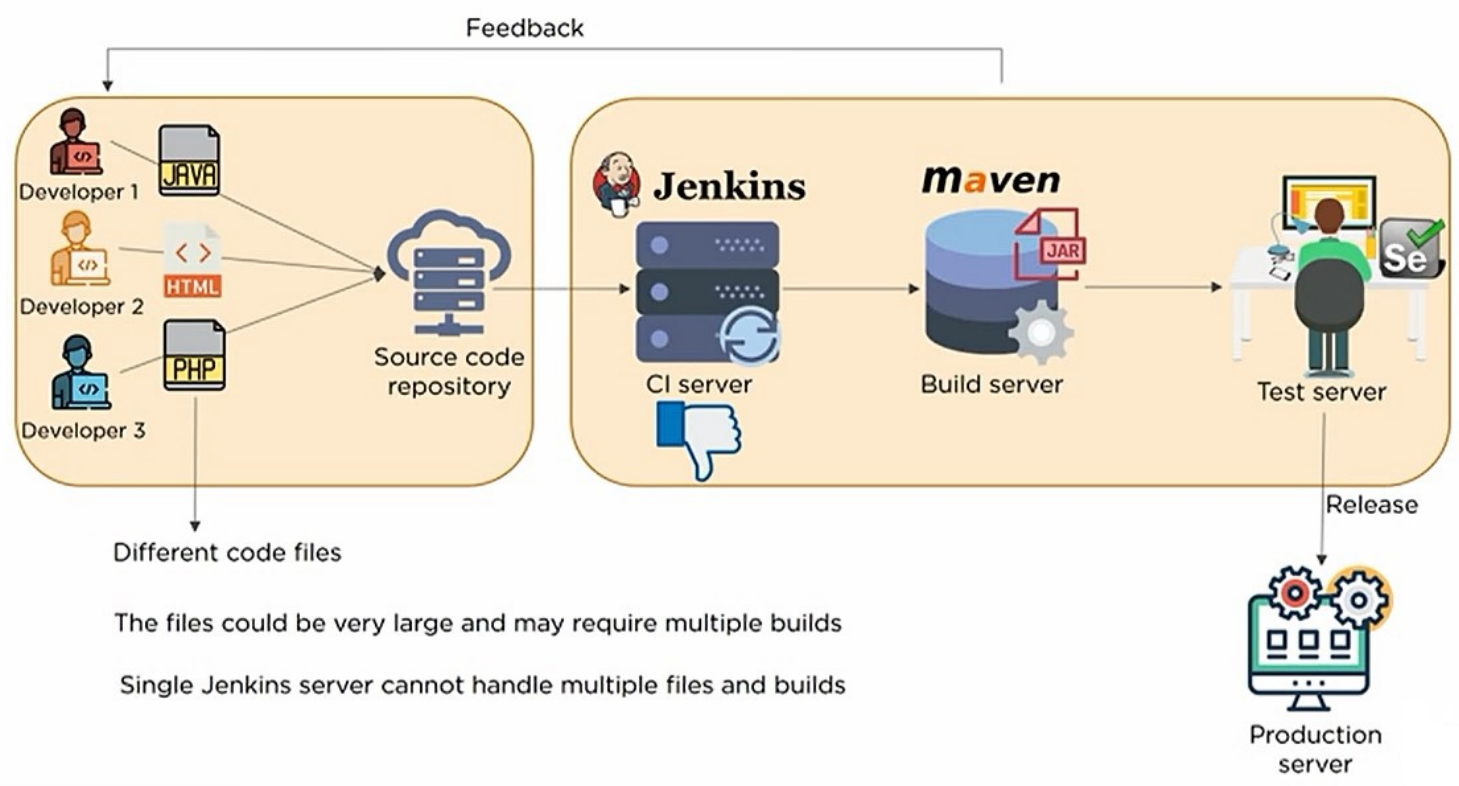 Feedback
Developer 1
JAVA
Developer 2
HTML
Developer 3
PHP
Source code
repository
Jenkins
CI server
maven
JAR
Build server
Se
Test server
Release
Different code files
The files could be very large and may require multiple builds
Single Jenkins server cannot handle multiple files and builds
Production
server